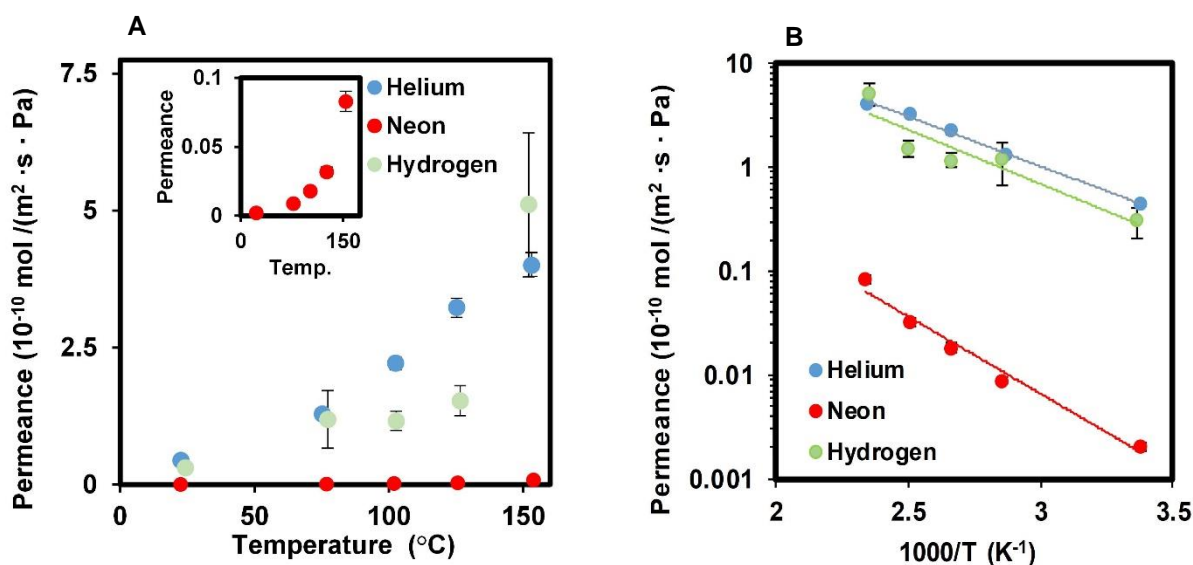 A
Permeance (10-10 mol /(m2 ·s · Pa)
7.5
5
2.5
0
0
50
100
150
Temperature (°C)
Permeance
0.1
0.05
0
0
150
Temp.
Helium
Neon
Hydrogen
B
Permeance (10-10 mol /(m2 ·s · Pa)
10
1
0.1
0.01
0.001
2
2.5
3
3.5
1000/T (K-1)
Helium
Neon
Hydrogen